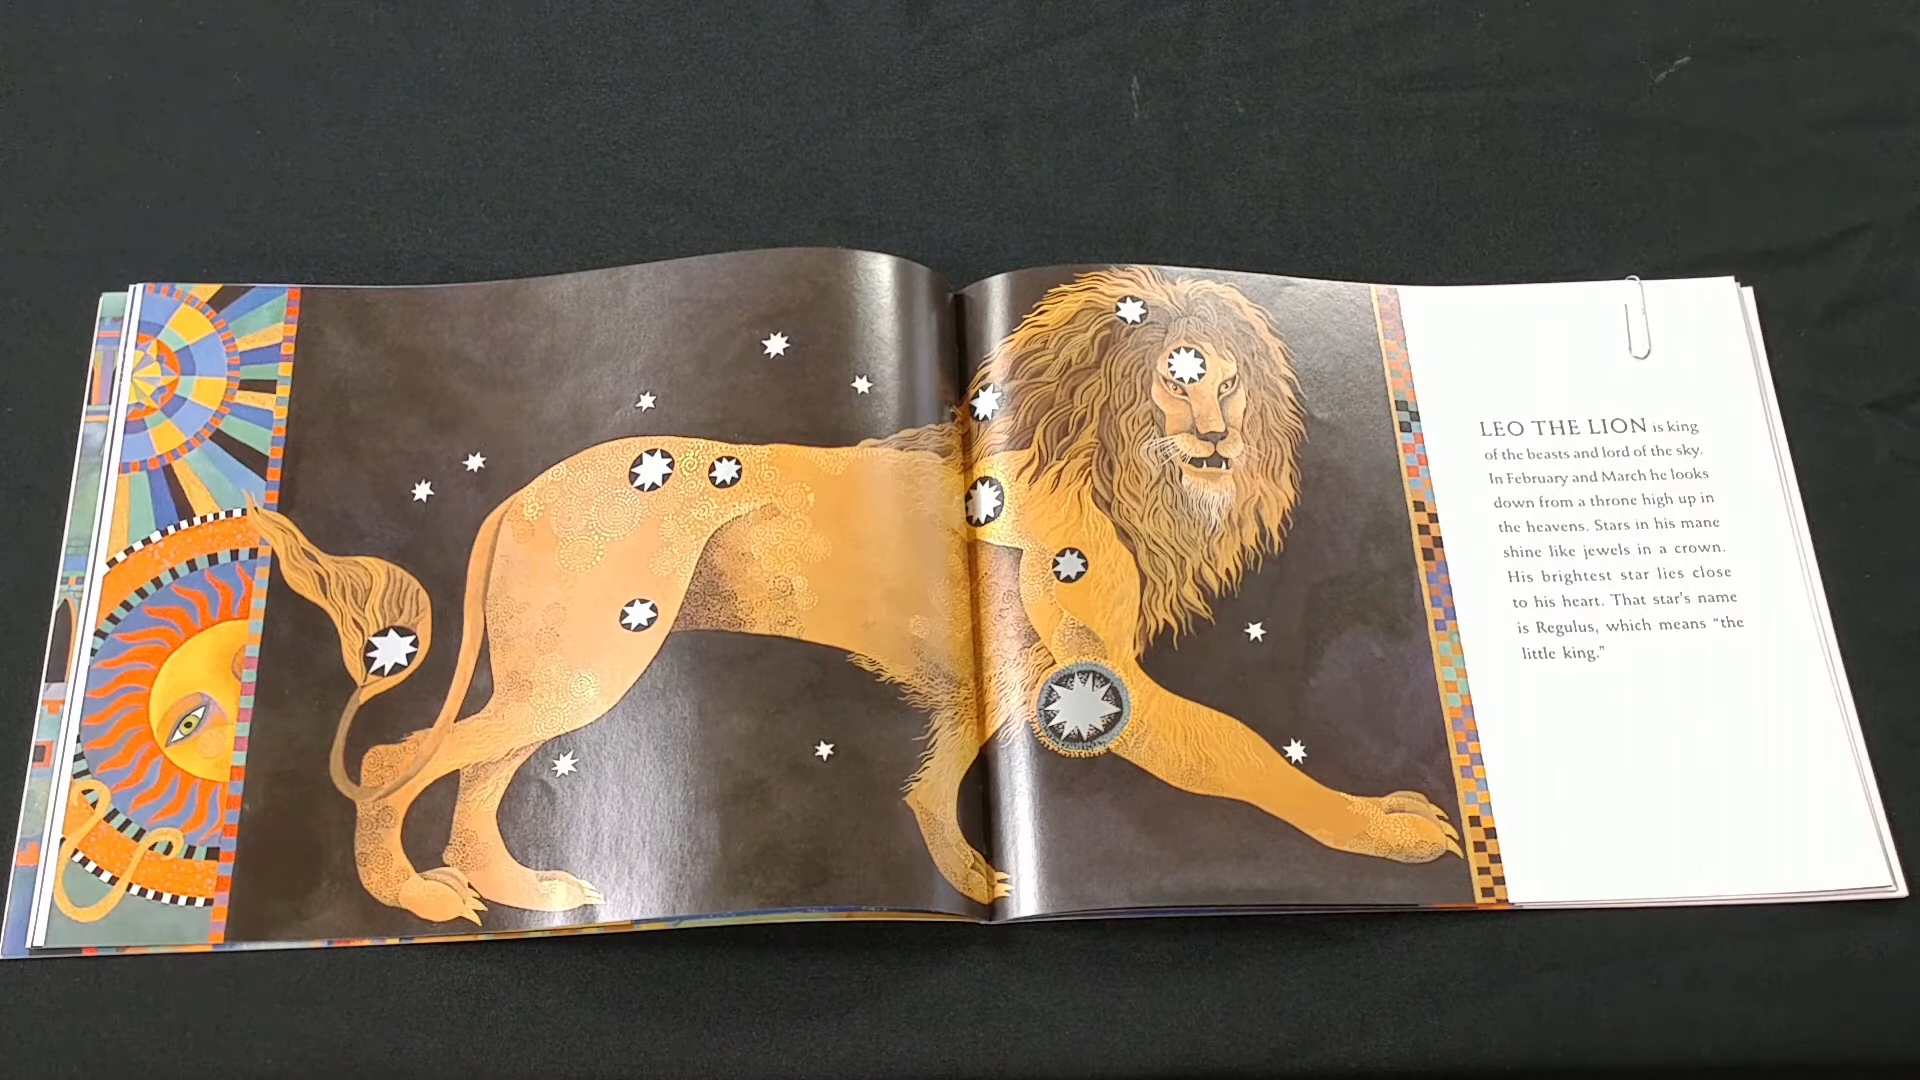 LEO THE LION is king
of the beasts and lord of the sky.
In February and March he looks
down from a throne high up in
the heavens. Stars in his mane
shine like jewels in a crown.
His brightest star lies close
to his heart. That star's name
is Regulus, which means “the
little king.”